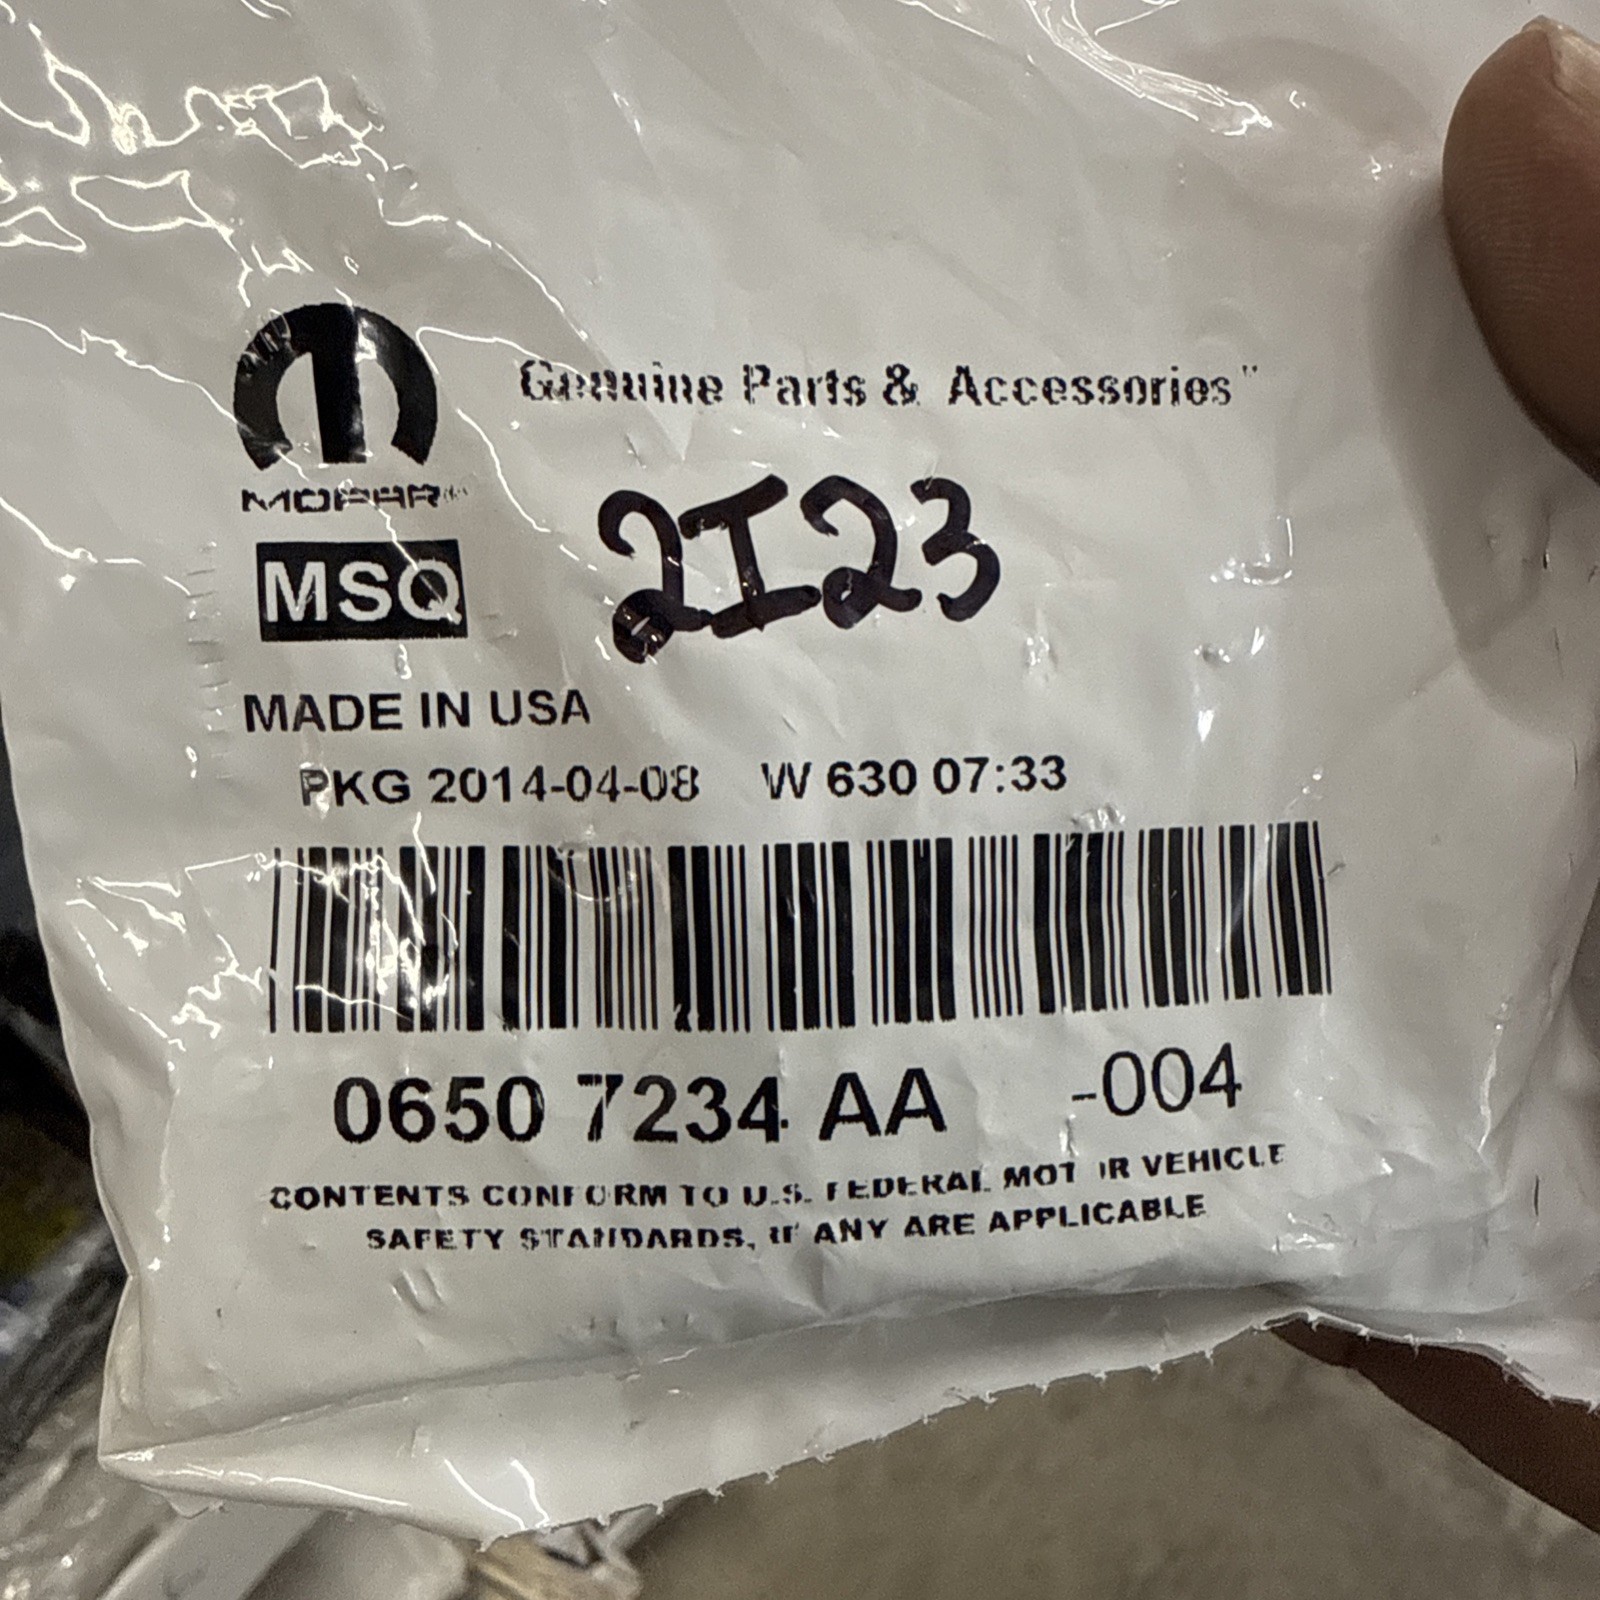 Genuine Parts & Accessories"
MOPAR®
2I23
MSQ
MADE IN USA
PKG 2014-04-08 W 630 07:33
0650 7234 AA -004
CONTENTS CONFORM TO U.S. FEDERAL MOTOR VEHICLE
SAFETY STANDARDS, IF ANY ARE APPLICABLE